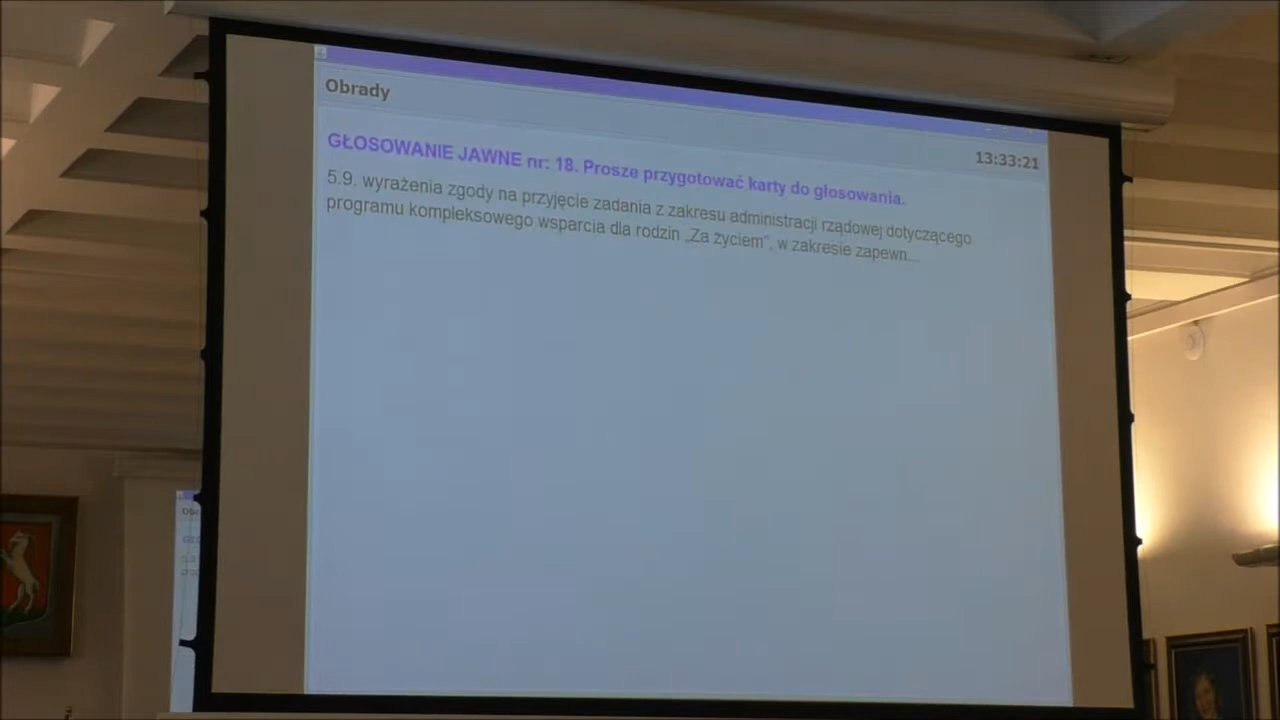 Obrady
13:33:21
GŁOSOWANIE JAWNE nr: 18. Prosze przygotować karty do głosowania.
5.9. wyrażenia zgody na przyjęcie zadania z zakresu administracji rządowej dotyczącego
programu kompleksowego wsparcia dla rodzin „Za życiem”, w zakresie zapewn...